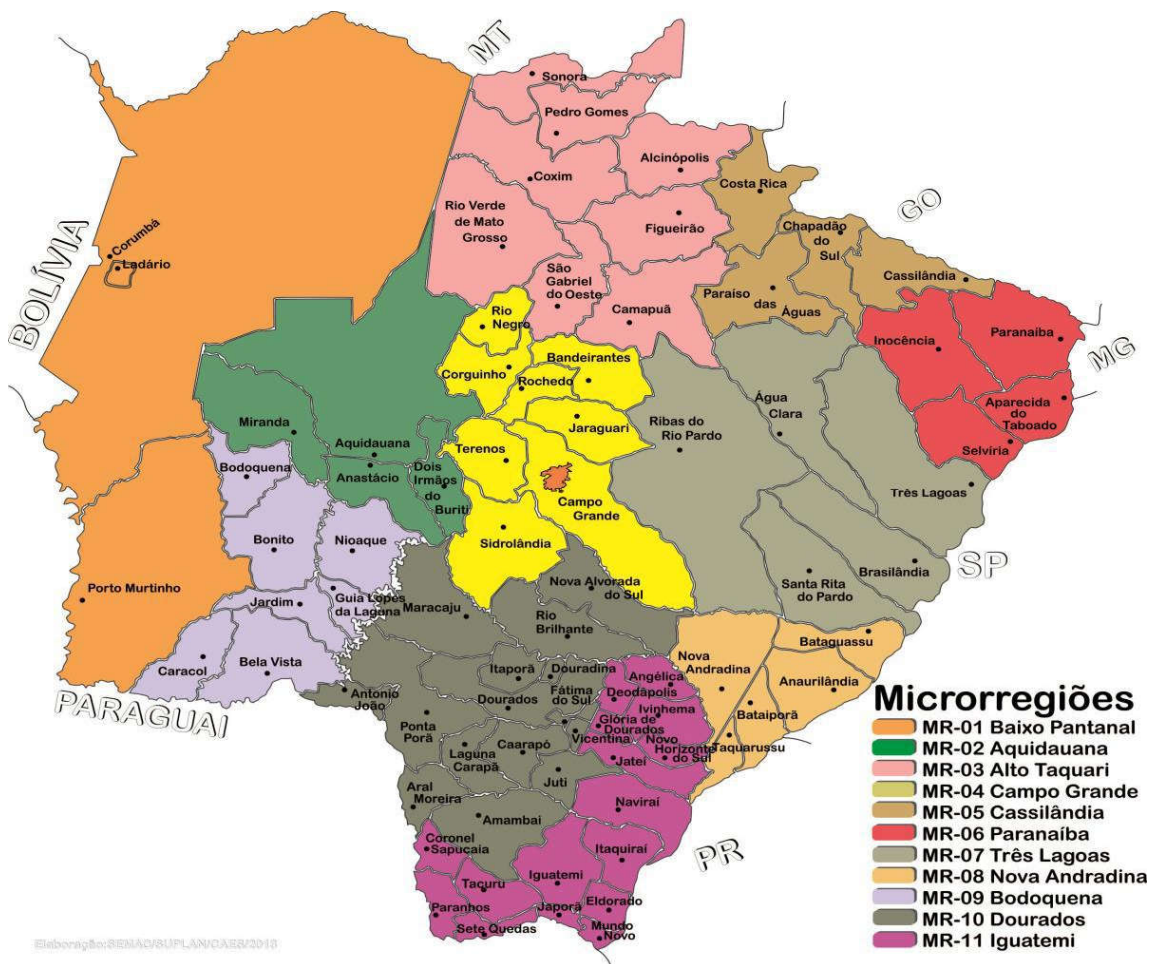 MT
Sonora
Pedro Gomes
Alcinópolis
Coxim
Costa Rica
GO
Rio Verde
de Mato
Grosso
Figueirão
Chapadão
do
Sul
BOLÍVIA
Corumbá
Ladário
São
Gabriel
do Oeste
Camapuã
Paraíso
das
Águas
Cassilândia
Rio
Negro
Inocência
Paranaíba
MG
Bandeirantes
Corguinho
Rochedo
Água
Clara
Aparecida
do
Taboado
Miranda
Aquidauana
Jaraguari
Ribas do
Rio Pardo
Selvíria
Bodoquena
Anastácio
Dois
Irmãos
do
Buriti
Terenos
Campo
Grande
Três Lagoas
Bonito
Nioaque
Sidrolândia
SP
Porto Murtinho
Jardim
Guia Lopes
da Laguna
Maracaju
Nova Alvorada
do Sul
Santa Rita
do Pardo
Brasilândia
Rio
Brilhante
Bataguassu
Caracol
Bela Vista
PARAGUAI
Antonio
João
Itaporã
Douradina
Angélica
Nova
Andradina
Anaurilândia
Dourados
Fátima
do Sul
Deodápolis
Ivinhema
Bataiporã
Ponta
Porã
Glória de
Dourados
Vicentina
Novo
Horizonte
do Sul
Taquarussu
Laguna
Carapã
Caarapó
Jateí
Juti
Aral
Moreira
Amambai
Naviraí
PR
Coronel
Sapucaia
Itaquiraí
Tacuru
Iguatemi
Paranhos
Japorã
Eldorado
Sete Quedas
Mundo
Novo
Microrregiões
MR-01 Baixo Pantanal
MR-02 Aquidauana
MR-03 Alto Taquari
MR-04 Campo Grande
MR-05 Cassilândia
MR-06 Paranaíba
MR-07 Três Lagoas
MR-08 Nova Andradina
MR-09 Bodoquena
MR-10 Dourados
MR-11 Iguatemi
Elaboração:SEMAC/SUPLAN/CAES/2013